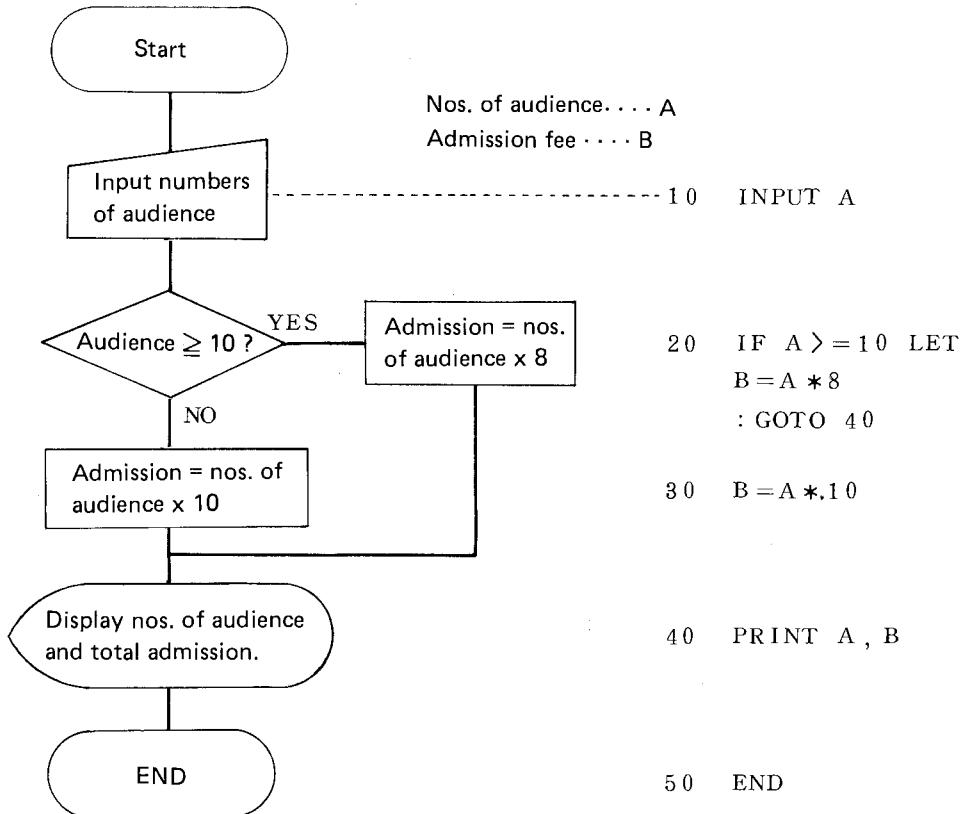 Start
Nos. of audience. . . . A
Admission fee . . . . B
Input numbers
of audience
10 INPUT A
Audience ≧ 10 ?
YES
NO
Admission = nos.
of audience x 8
20 IF A >=10 LET
B=A *8
: GOTO 40
Admission = nos. of
audience x 10
30 B=A *.10
Display nos. of audience
and total admission.
40 PRINT A , B
END
50 END